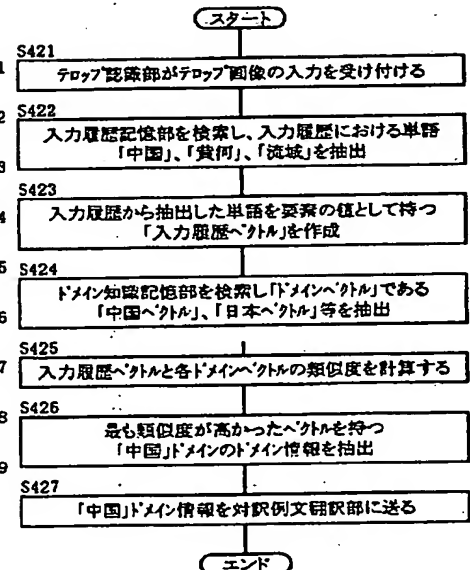 スタート
S421
テロップ認識部がテロップ画像の入力を受け付ける
S422
入力履歴記憶部を検索し、入力履歴における単語
「中国」、「黄河」、「流域」を抽出
S423
入力履歴から抽出した単語を要素の値として持つ
「入力履歴ベクトル」を作成
S424
ドメイン知識記憶部を検索し「ドメインベクトル」である
「中国ベクトル」、「日本ベクトル」等を抽出
S425
入力履歴ベクトルと各ドメインベクトルの類似度を計算する
S426
最も類似度が高かったベクトルを持つ
「中国」ドメインのドメイン情報を抽出
S427
「中国」ドメイン情報を対訳例文翻訳部に送る
エンド
1
2
3
4
5
6
7
8
9